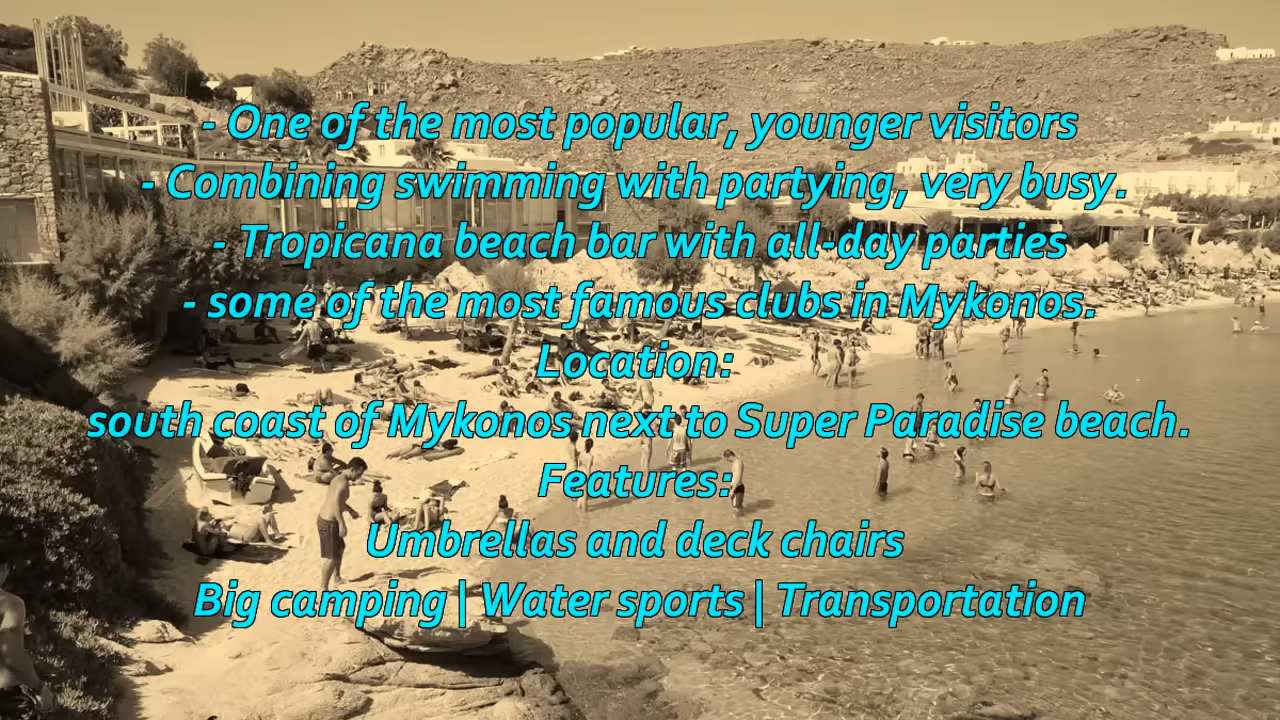 - One of the most popular, younger visitors
- Combining swimming with partying, very busy.
- Tropicana beach bar with all-day parties
- some of the most famous clubs in Mykonos.
Location:
south coast of Mykonos next to Super Paradise beach.
Features:
Umbrellas and deck chairs
Big camping | Water sports | Transportation